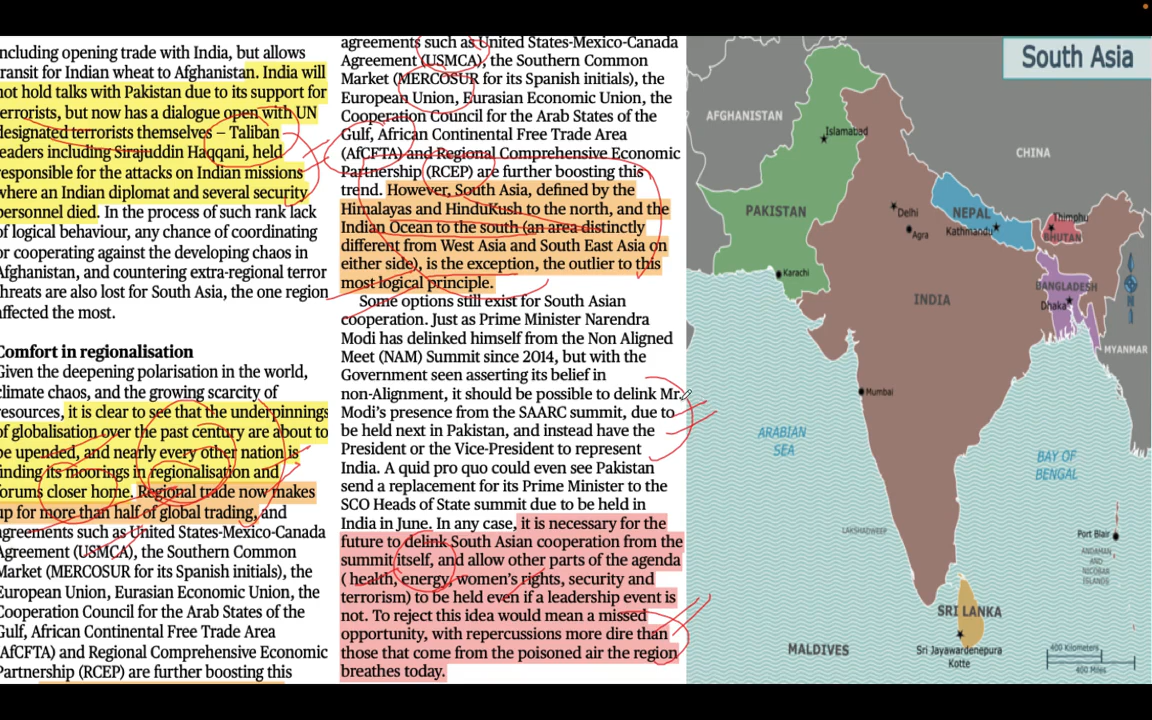 including opening trade with India, but allows
transit for Indian wheat to Afghanistan. India will
not hold talks with Pakistan due to its support for
terrorists, but now has a dialogue open with UN
designated terrorists themselves – Taliban
leaders including Sirajuddin Haqqani, held
responsible for the attacks on Indian missions
where an Indian diplomat and several security
personnel died. In the process of such rank lack
of logical behaviour, any chance of coordinating
or cooperating against the developing chaos in
Afghanistan, and countering extra-regional terror
threats are also lost for South Asia, the one region
affected the most.
Comfort in regionalisation
Given the deepening polarisation in the world,
climate chaos, and the growing scarcity of
resources, it is clear to see that the underpinnings
of globalisation over the past century are about to
be upended, and nearly every other nation is
finding its moorings in regionalisation and
forums closer home. Regional trade now makes
up for more than half of global trading, and
agreements such as United States-Mexico-Canada
Agreement (USMCA), the Southern Common
Market (MERCOSUR for its Spanish initials), the
European Union, Eurasian Economic Union, the
Cooperation Council for the Arab States of the
Gulf, African Continental Free Trade Area
(AfCFTA) and Regional Comprehensive Economic
Partnership (RCEP) are further boosting this
agreements such as United States-Mexico-Canada
Agreement (USMCA), the Southern Common
Market (MERCOSUR for its Spanish initials), the
European Union, Eurasian Economic Union, the
Cooperation Council for the Arab States of the
Gulf, African Continental Free Trade Area
(AfCFTA) and Regional Comprehensive Economic
Partnership (RCEP) are further boosting this
trend. However, South Asia, defined by the
Himalayas and HinduKush to the north, and the
Indian Ocean to the south (an area distinctly
different from West Asia and South East Asia on
either side), is the exception, the outlier to this
most logical principle.
Some options still exist for South Asian
cooperation. Just as Prime Minister Narendra
Modi has delinked himself from the Non Aligned
Meet (NAM) Summit since 2014, but with the
Government seen asserting its belief in
non-Alignment, it should be possible to delink Mr.
Modi's presence from the SAARC summit, due to
be held next in Pakistan, and instead have the
President or the Vice-President to represent
India. A quid pro quo could even see Pakistan
send a replacement for its Prime Minister to the
SCO Heads of State summit due to be held in
India in June. In any case, it is necessary for the
future to delink South Asian cooperation from the
summit itself, and allow other parts of the agenda
( health, energy, women's rights, security and
terrorism) to be held even if a leadership event is
not. To reject this idea would mean a missed
opportunity, with repercussions more dire than
those that come from the poisoned air the region
breathes today.
South Asia
AFGHANISTAN
Islamabad
CHINA
PAKISTAN
Delhi
Agra
NEPAL
Kathmandu
Thimphu
BHUTAN
Karachi
INDIA
BANGLADESH
Dhaka
N
MYANMAR
Mumbai
ARABIAN
SEA
BAY OF
BENGAL
LAKSHADWEEP
Port Blair
ANDAMAN
AND
NICOBAR
ISLANDS
SRI LANKA
MALDIVES
Sri Jayawardenepura
Kotte
400 Kilometers
400 Miles